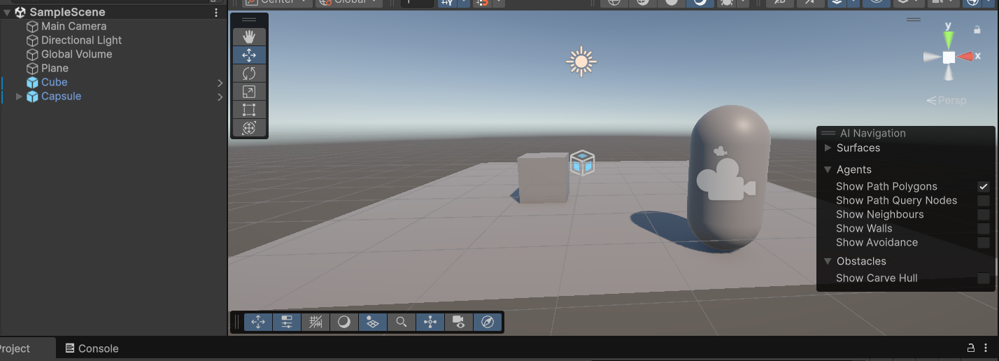 SampleScene
Main Camera
Directional Light
Global Volume
Plane
Cube
Capsule
Center
Global
y
x
Persp
AI Navigation
Surfaces
Agents
Show Path Polygons
Show Path Query Nodes
Show Neighbours
Show Walls
Show Avoidance
Obstacles
Show Carve Hull
roject
Console